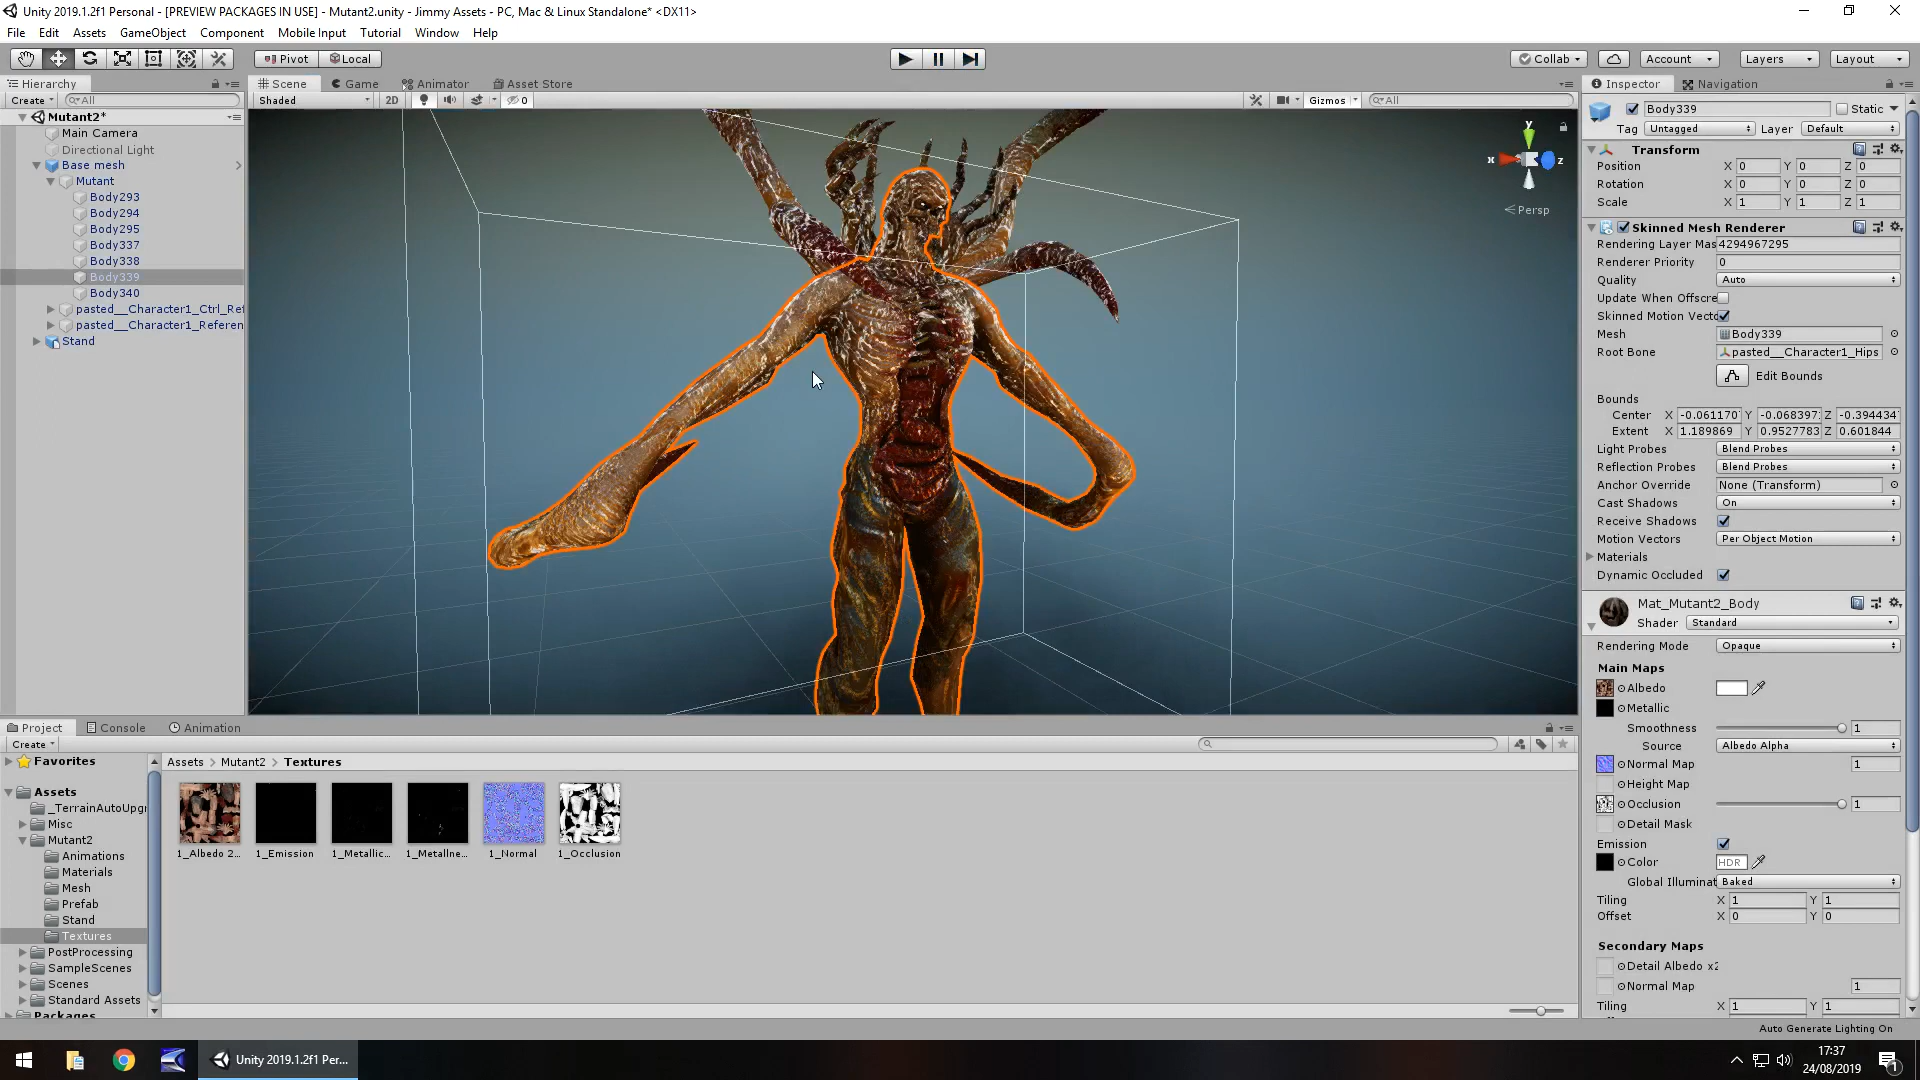 Unity 2019.1.2f1 Personal - [PREVIEW PACKAGES IN USE] - Mutant2.unity - Jimmy Assets - PC, Mac & Linux Standalone* <DX11>
File Edit Assets GameObject Component Mobile Input Tutorial Window Help
Pivot Local Collab Account Layers Layout
Hierarchy Scene Game Animator Asset Store Inspector Navigation
Create All Shaded 2D 0 Gizmos All
Mutant2*
Main Camera
Directional Light
Base mesh
Mutant
Body293
Body294
Body295
Body337
Body338
Body339
Body340
pasted__Character1_Ctrl_Ref
pasted__Character1_Referen
Stand
y
x z
Persp
Body339 Static
Tag Untagged Layer Default
Transform
Position X 0 Y 0 Z 0
Rotation X 0 Y 0 Z 0
Scale X 1 Y 1 Z 1
Skinned Mesh Renderer
Rendering Layer Mas 4294967295
Renderer Priority 0
Quality Auto
Update When Offscre
Skinned Motion Vecto
Mesh Body339
Root Bone pasted__Character1_Hips
Edit Bounds
Bounds
Center X -0.061170 Y -0.068397 Z -0.394434
Extent X 1.189869 Y 0.9527783 Z 0.601844
Light Probes Blend Probes
Reflection Probes Blend Probes
Anchor Override None (Transform)
Cast Shadows On
Receive Shadows
Motion Vectors Per Object Motion
Materials
Dynamic Occluded
Mat_Mutant2_Body
Shader Standard
Rendering Mode Opaque
Main Maps
Albedo
Metallic
Smoothness 1
Source Albedo Alpha
Normal Map 1
Height Map
Occlusion 1
Detail Mask
Emission
Color HDR
Global Illuminat Baked
Tiling X 1 Y 1
Offset X 0 Y 0
Secondary Maps
Detail Albedo x2
Normal Map 1
Tiling X 1 Y 1
Project Console Animation
Create
Favorites
Assets
_TerrainAutoUpgr
Misc
Mutant2
Animations
Materials
Mesh
Prefab
Stand
Textures
PostProcessing
SampleScenes
Scenes
Standard Assets
Packages
Assets > Mutant2 > Textures
1_Albedo 2... 1_Emission 1_Metallic... 1_Metallne... 1_Normal 1_Occlusion
Auto Generate Lighting On
Unity 2019.1.2f1 Per...
17:37
24/08/2019
1